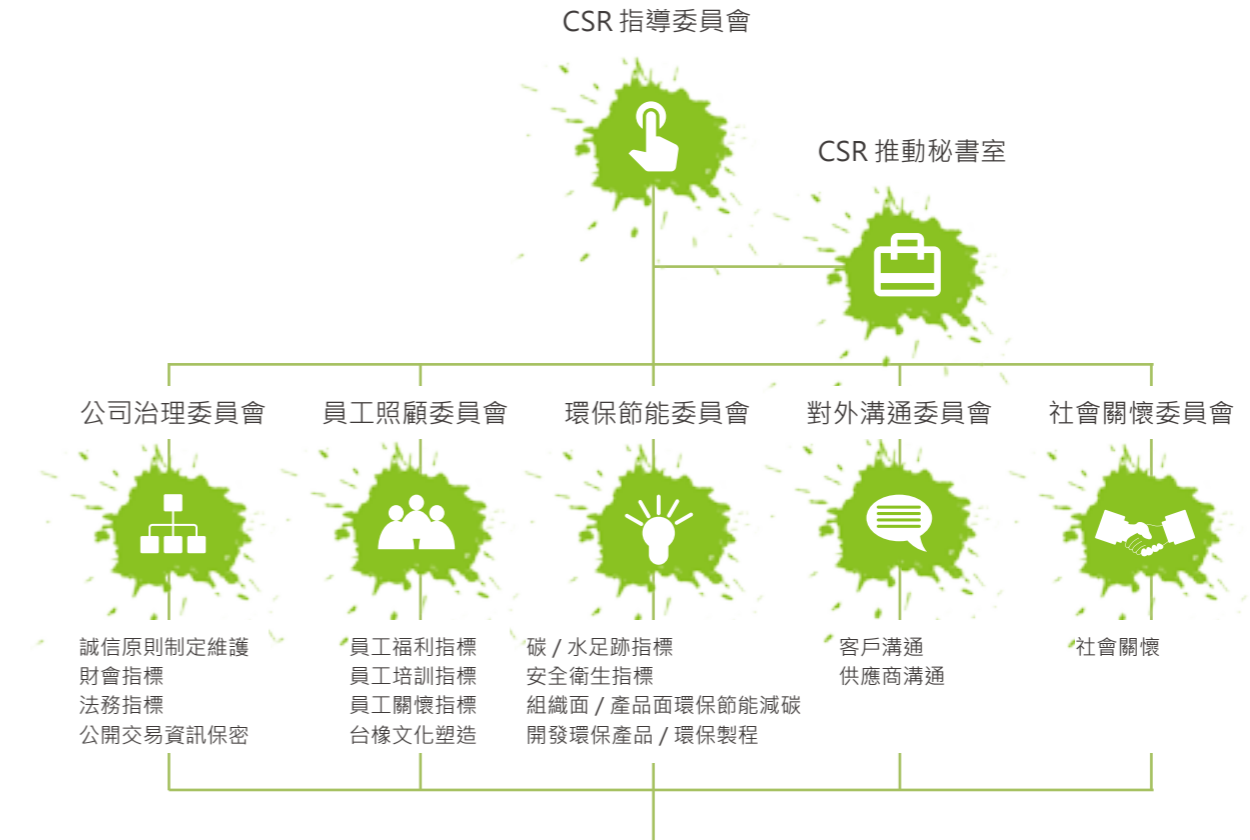 CSR 指導委員會
CSR 推動秘書室
公司治理委員會
員工照顧委員會
環保節能委員會
對外溝通委員會
社會關懷委員會
誠信原則制定維護
財會指標
法務指標
公開交易資訊保密
員工福利指標
員工培訓指標
員工關懷指標
台橡文化塑造
碳 / 水足跡指標
安全衛生指標
組織面 / 產品面環保節能減碳
開發環保產品 / 環保製程
客戶溝通
供應商溝通
社會關懷